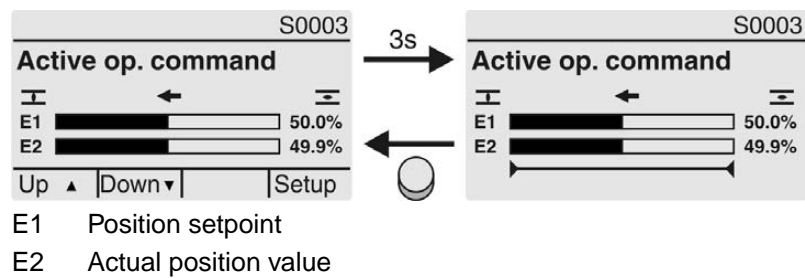 S0003
Active op. command
E1 50.0%
E2 49.9%
Up ▲ Down ▼ Setup
3s
S0003
Active op. command
E1 50.0%
E2 49.9%
E1 Position setpoint
E2 Actual position value